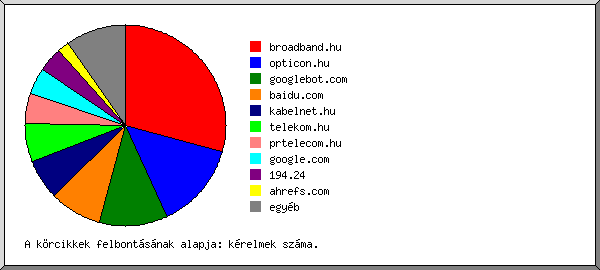 broadband.hu
opticon.hu
googlebot.com
baidu.com
kabelnet.hu
telekom.hu
prtelecom.hu
google.com
194.24
ahrefs.com
egyéb
A körcikkek felbontásának alapja: kérelmek száma.